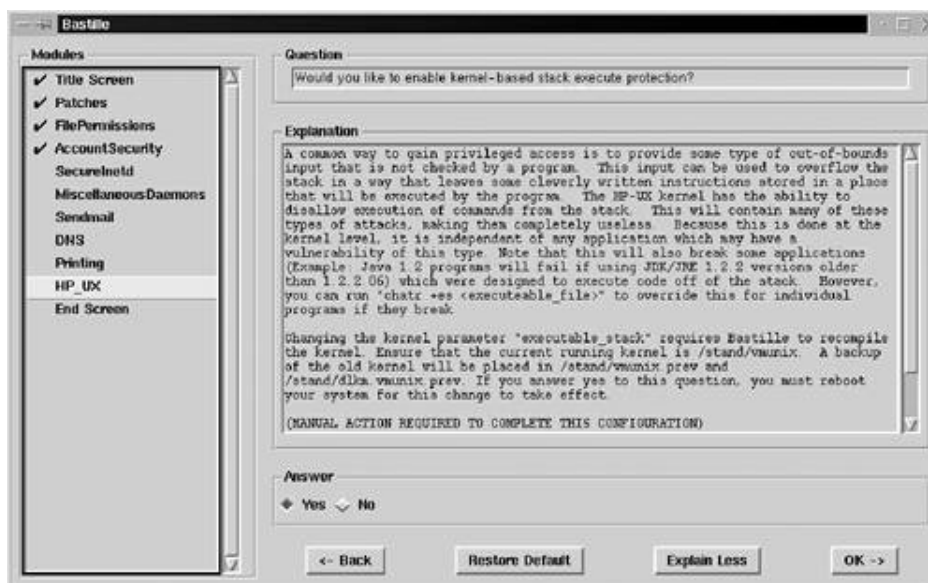 Bastille
Modules
✔ Title Screen
✔ Patches
✔ FilePermissions
✔ AccountSecurity
SecureInetd
MiscellaneousDaemons
Sendmail
DNS
Printing
HP_UX
End Screen
Question
Would you like to enable kernel-based stack execute protection?
Explanation
A common way to gain privileged access is to provide some type of out-of-bounds
input that is not checked by a program. This input can be used to overflow the
stack in a way that leaves some cleverly written instructions stored in a place
that will be executed by the program. The HP-UX kernel has the ability to
disallow execution of commands from the stack. This will contain many of these
types of attacks, making them completely useless. Because this is done at the
kernel level, it is independent of any application which may have a
vulnerability of this type. Note that this will also break some applications
(Example: Java 1.2 programs will fail if using JDK/JRE 1.2.2 versions older
than 1.2.2.06) which were designed to execute code off of the stack. However,
you can run "chatr +es <executeable_file>" to override this for individual
programs if they break
Changing the kernel parameter "executable_stack" requires Bastille to recompile
the kernel. Ensure that the current running kernel is /stand/vmunix. A backup
of the old kernel will be placed in /stand/vmunix.prev and
/stand/dlkm.vmunix.prev. If you answer yes to this question, you must reboot
your system for this change to take effect.
(MANUAL ACTION REQUIRED TO COMPLETE THIS CONFIGURATION)
Answer
Yes No
<- Back Restore Default Explain Less OK ->